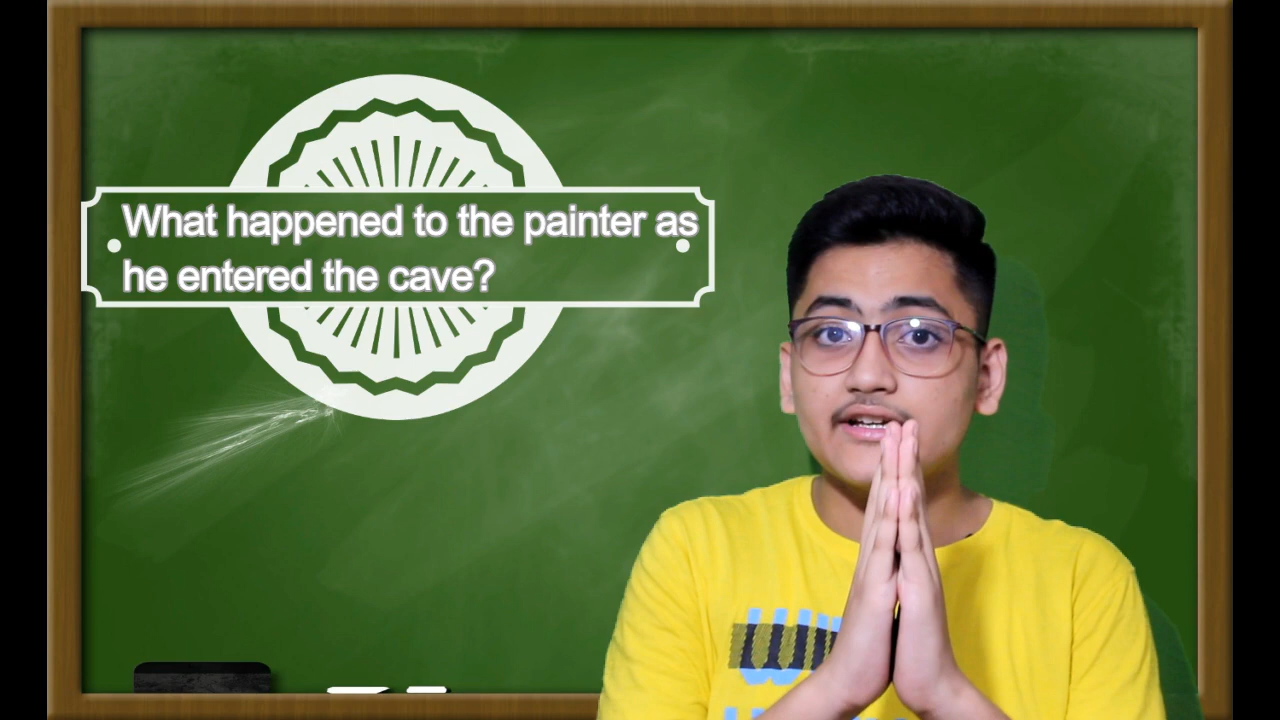 What happened to the painter as
he entered the cave?